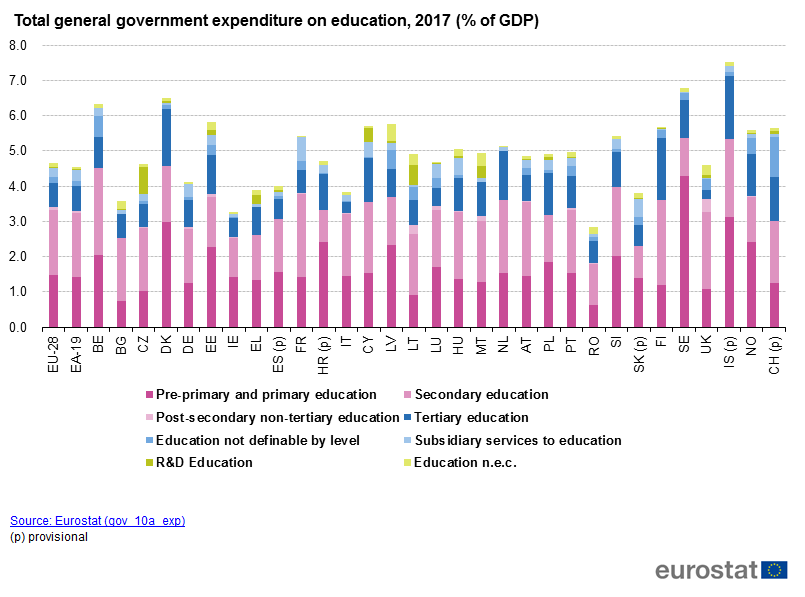 Total general government expenditure on education, 2017 (% of GDP)
8.0
7.0
6.0
5.0
4.0
3.0
2.0
1.0
0.0
EU-28
EA-19
BE
BG
CZ
DK
DE
EE
IE
EL
ES (p)
FR
HR (p)
IT
CY
LV
LT
LU
HU
MT
NL
AT
PL
PT
RO
SI
SK (p)
FI
SE
UK
IS (p)
NO
CH (p)
Pre-primary and primary education
Secondary education
Post-secondary non-tertiary education
Tertiary education
Education not definable by level
Subsidiary services to education
R&D Education
Education n.e.c.
Source: Eurostat (gov_10a_exp)
(p) provisional
eurostat